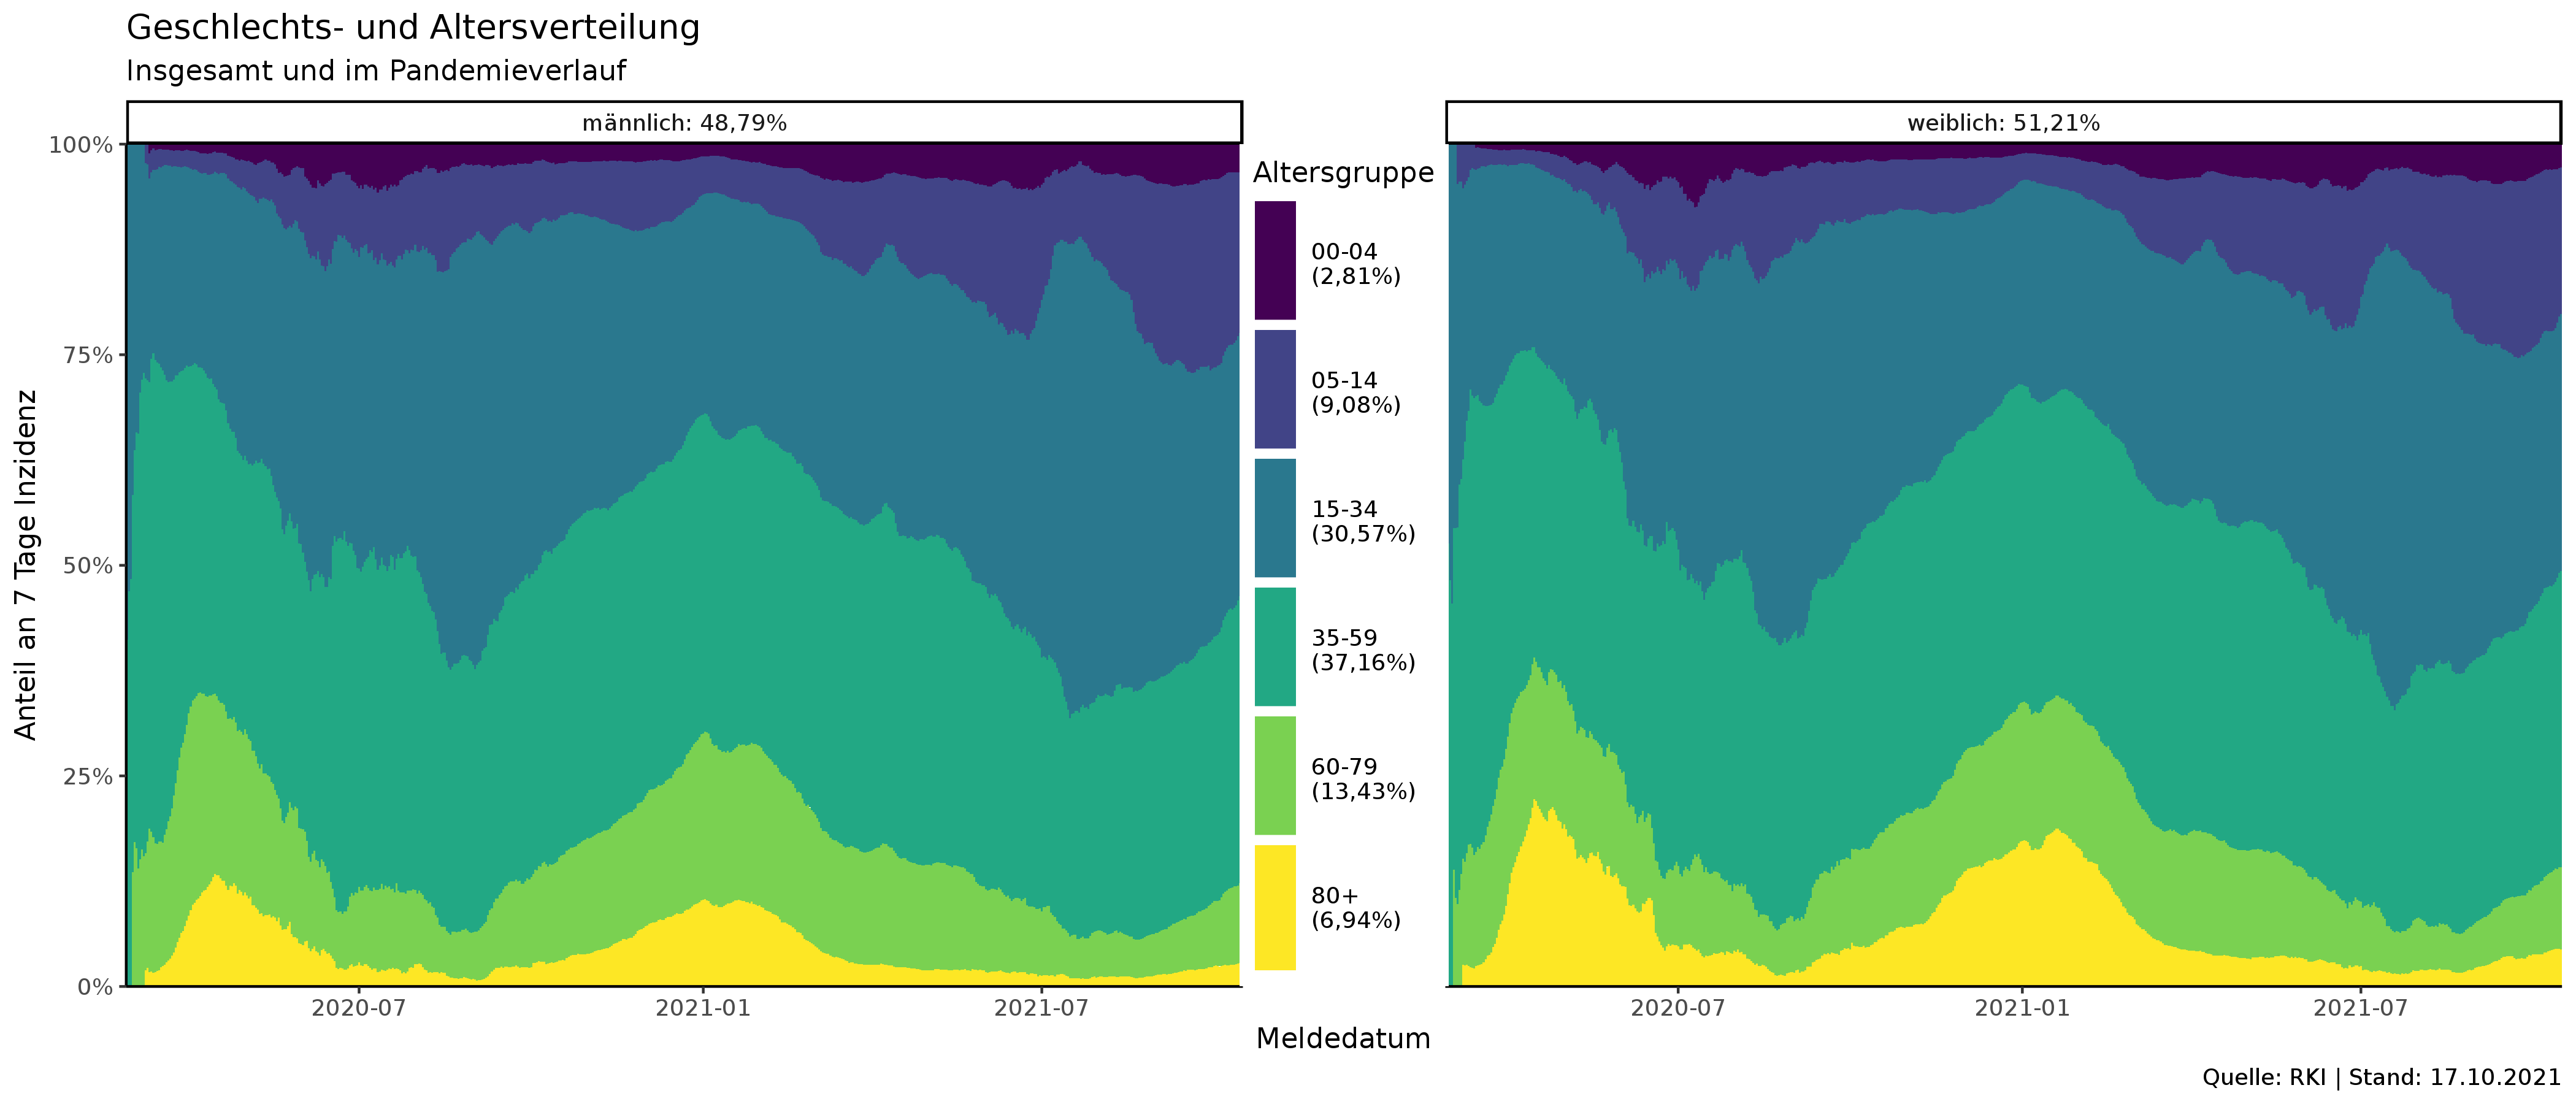 Geschlechts- und Altersverteilung
Insgesamt und im Pandemieverlauf
männlich: 48,79%
weiblich: 51,21%
Anteil an 7 Tage Inzidenz
100%
75%
50%
25%
0%
Altersgruppe
00-04
(2,81%)
05-14
(9,08%)
15-34
(30,57%)
35-59
(37,16%)
60-79
(13,43%)
80+
(6,94%)
2020-07
2021-01
2021-07
2020-07
2021-01
2021-07
Meldedatum
Quelle: RKI | Stand: 17.10.2021